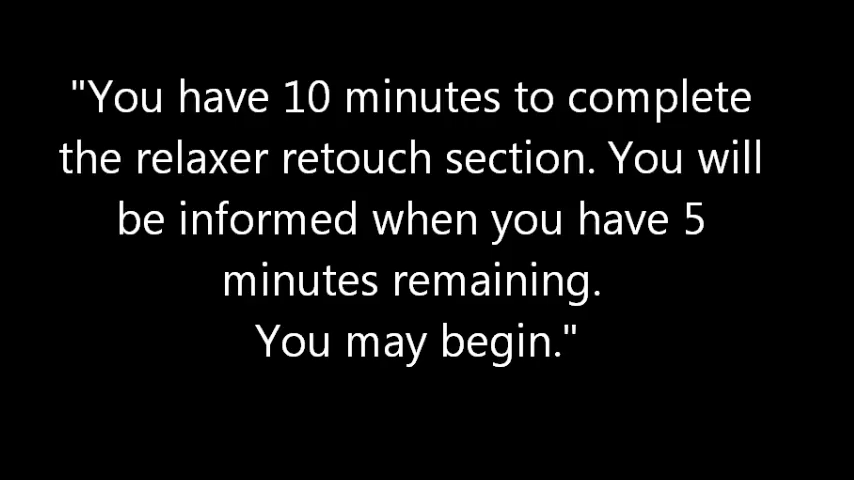 "You have 10 minutes to complete
the relaxer retouch section. You will
be informed when you have 5
minutes remaining.
You may begin."